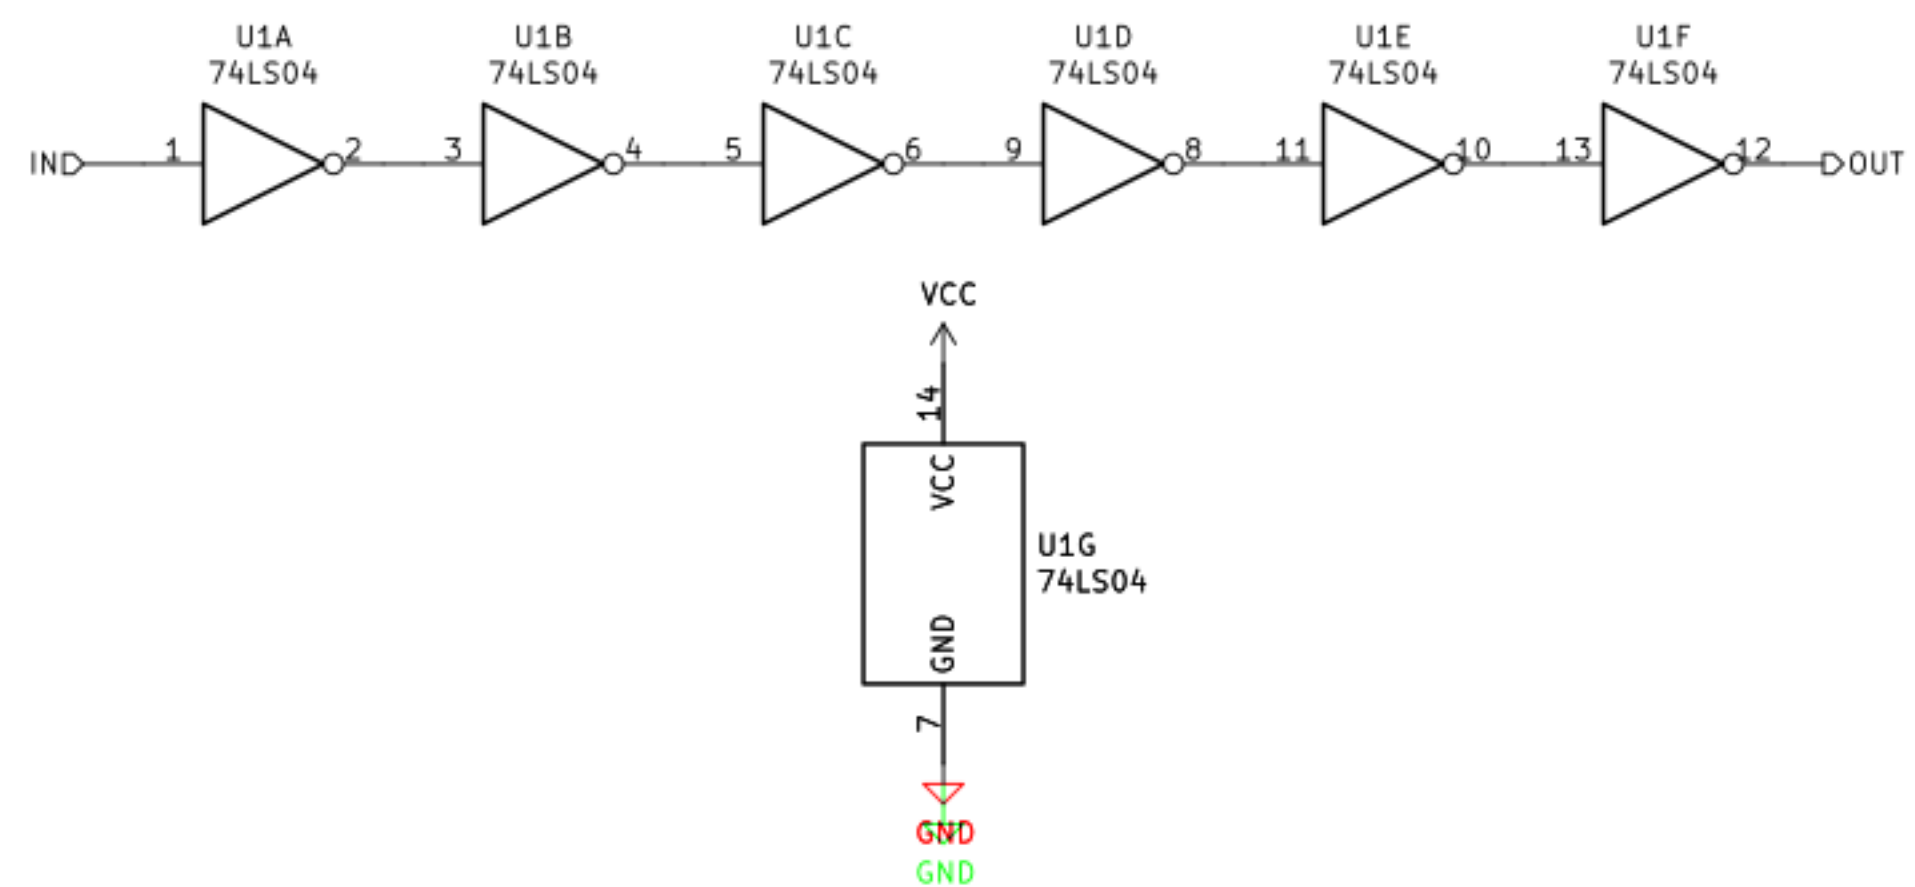 U1A
74LS04
U1B
74LS04
U1C
74LS04
U1D
74LS04
U1E
74LS04
U1F
74LS04
IN 1 2 3 4 5 6 9 8 11 10 13 12 OUT
VCC
14
VCC
U1G
74LS04
GND
7
GND
GND